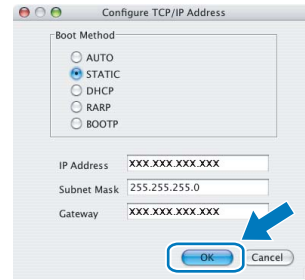 Configure TCP/IP Address
Boot Method
AUTO
STATIC
DHCP
RARP
BOOTP
IP Address XXX.XXX.XXX.XXX
Subnet Mask 255.255.255.0
Gateway XXX.XXX.XXX.XXX
OK Cancel